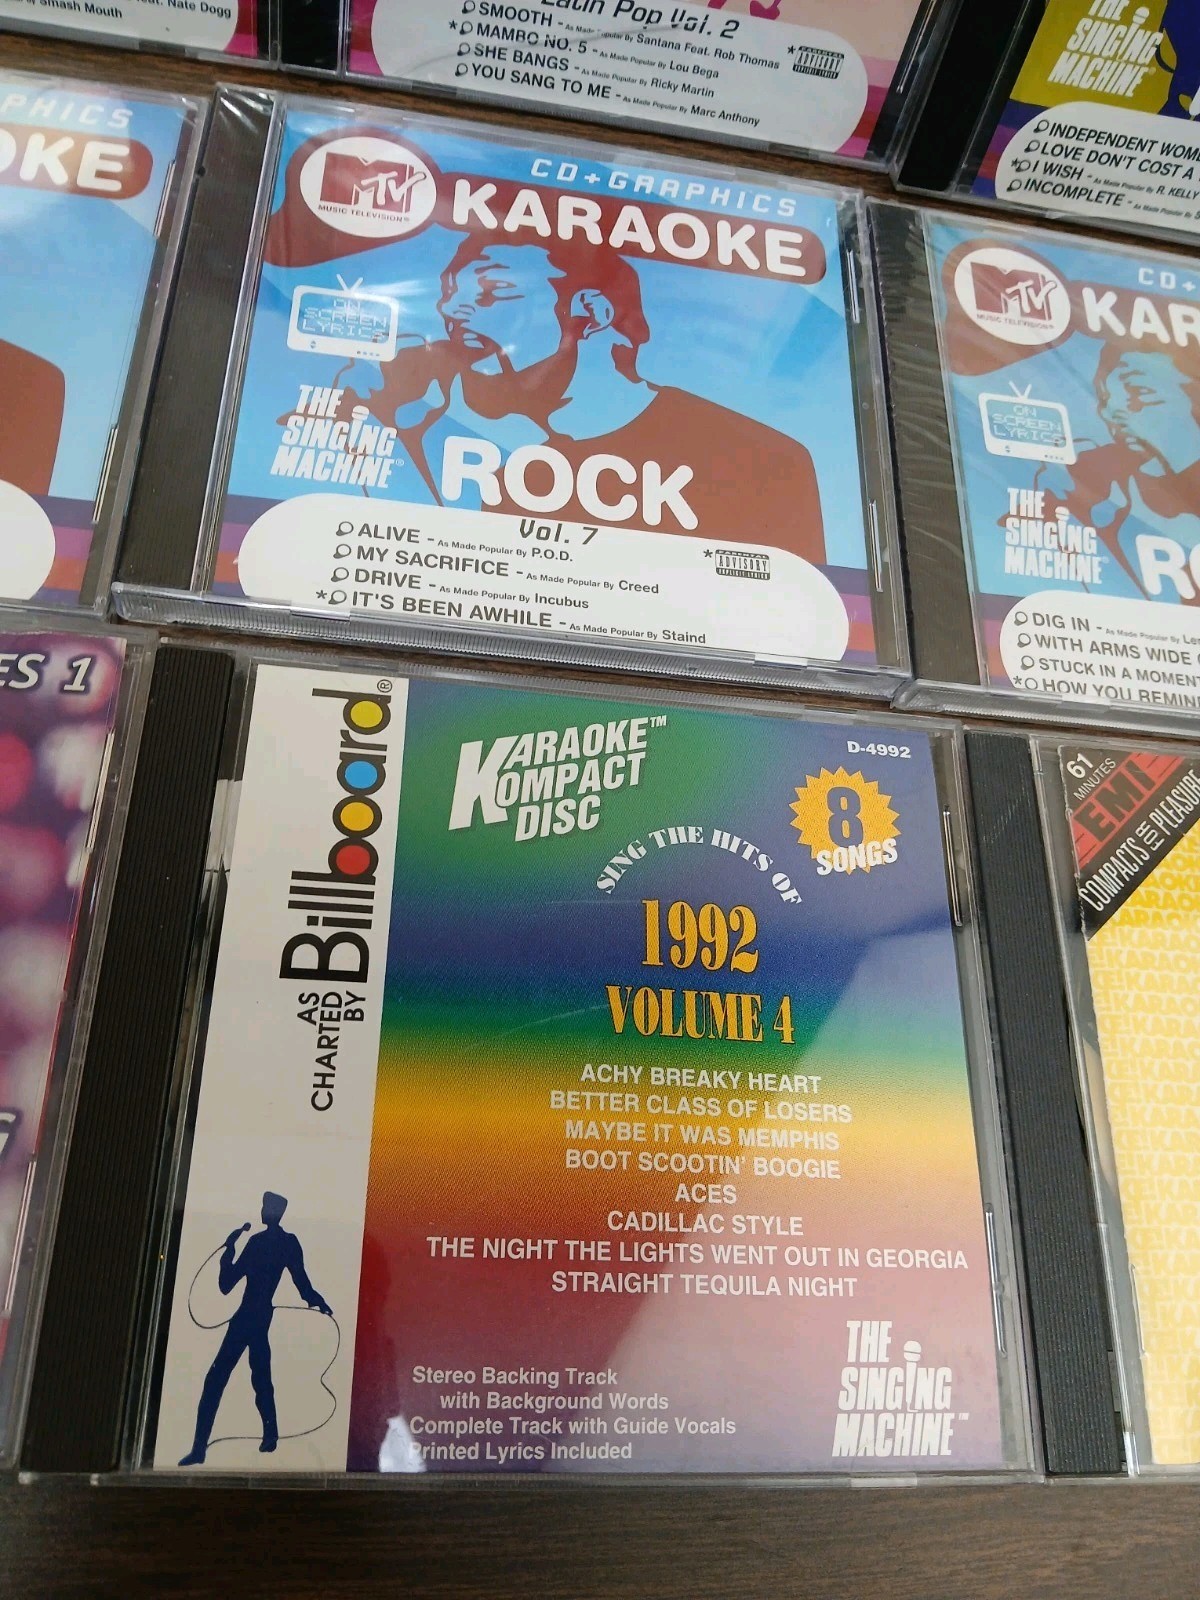 Smash Mouth
feat. Nate Dogg
Latin Pop Vol. 2
SMOOTH - As Made Popular By Santana Feat. Rob Thomas
*MAMBO NO. 5 - As Made Popular By Lou Bega
SHE BANGS - As Made Popular By Ricky Martin
YOU SANG TO ME - As Made Popular By Marc Anthony
* PARENTAL
ADVISORY
EXPLICIT LYRICS
THE
SINGING
MACHINE®
INDEPENDENT WOM
LOVE DON'T COST A
*I WISH - As Made Popular By R. KELLY
INCOMPLETE - As Made Popular By
APHICS
OKE
MTV
MUSIC TELEVISION®
CD+GRAPHICS
KARAOKE
ON
SCREEN
LYRICS
THE
SINGING
MACHINE®
ROCK
Vol. 7
ALIVE - As Made Popular By P.O.D.
MY SACRIFICE - As Made Popular By Creed
DRIVE - As Made Popular By Incubus
*IT'S BEEN AWHILE - As Made Popular By Staind
* PARENTAL
ADVISORY
EXPLICIT LYRICS
MTV
MUSIC TELEVISION®
CD+
KAR
ON
SCREEN
LYRICS
THE
SINGING
MACHINE®
RO
DIG IN - As Made Popular By Le
WITH ARMS WIDE
STUCK IN A MOMEN
*HOW YOU REMIN
ES 1
AS
CHARTED
BY
Billboard®
KARAOKE™
KOMPACT
DISC
D-4992
8
SONGS
SING THE HITS OF
1992
VOLUME 4
ACHY BREAKY HEART
BETTER CLASS OF LOSERS
MAYBE IT WAS MEMPHIS
BOOT SCOOTIN' BOOGIE
ACES
CADILLAC STYLE
THE NIGHT THE LIGHTS WENT OUT IN GEORGIA
STRAIGHT TEQUILA NIGHT
Stereo Backing Track
with Background Words
Complete Track with Guide Vocals
Printed Lyrics Included
THE
SINGING
MACHINE™
61
MINUTES
EMI
COMPACTS FOR PLEASURE
KARAO